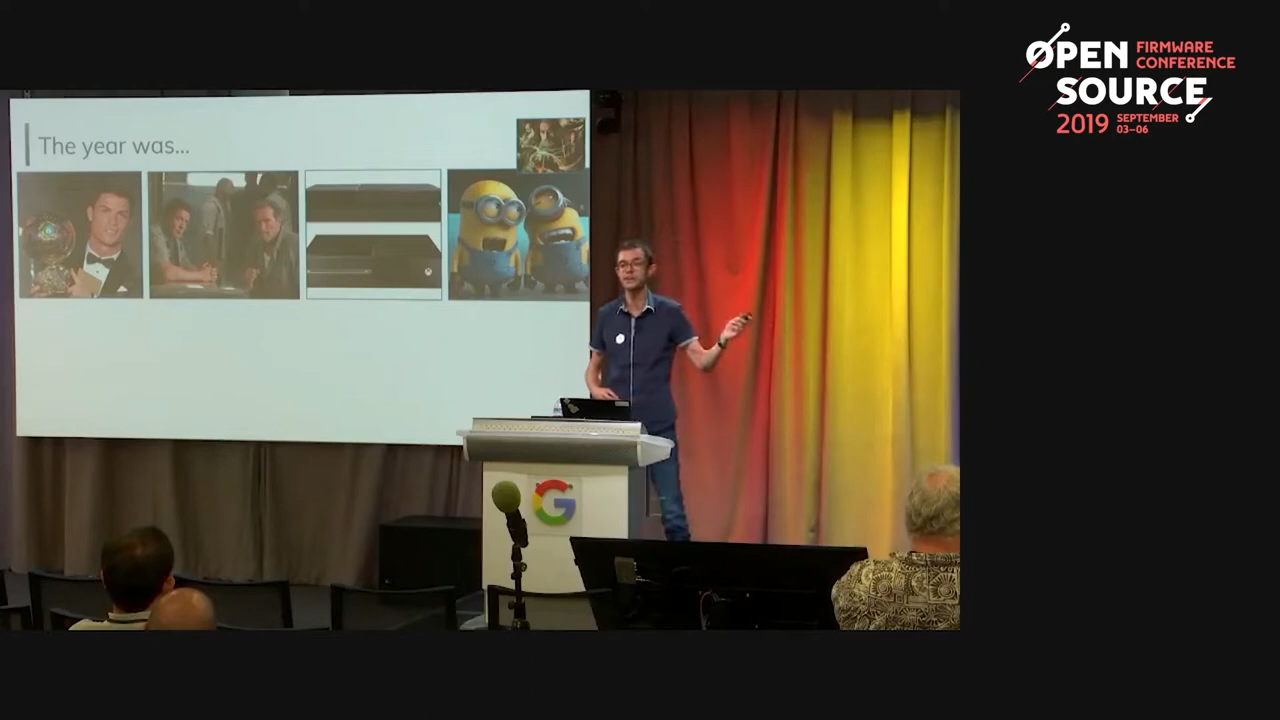 The year was...
OPEN FIRMWARE
CONFERENCE
SOURCE
2019 SEPTEMBER
03–06
G